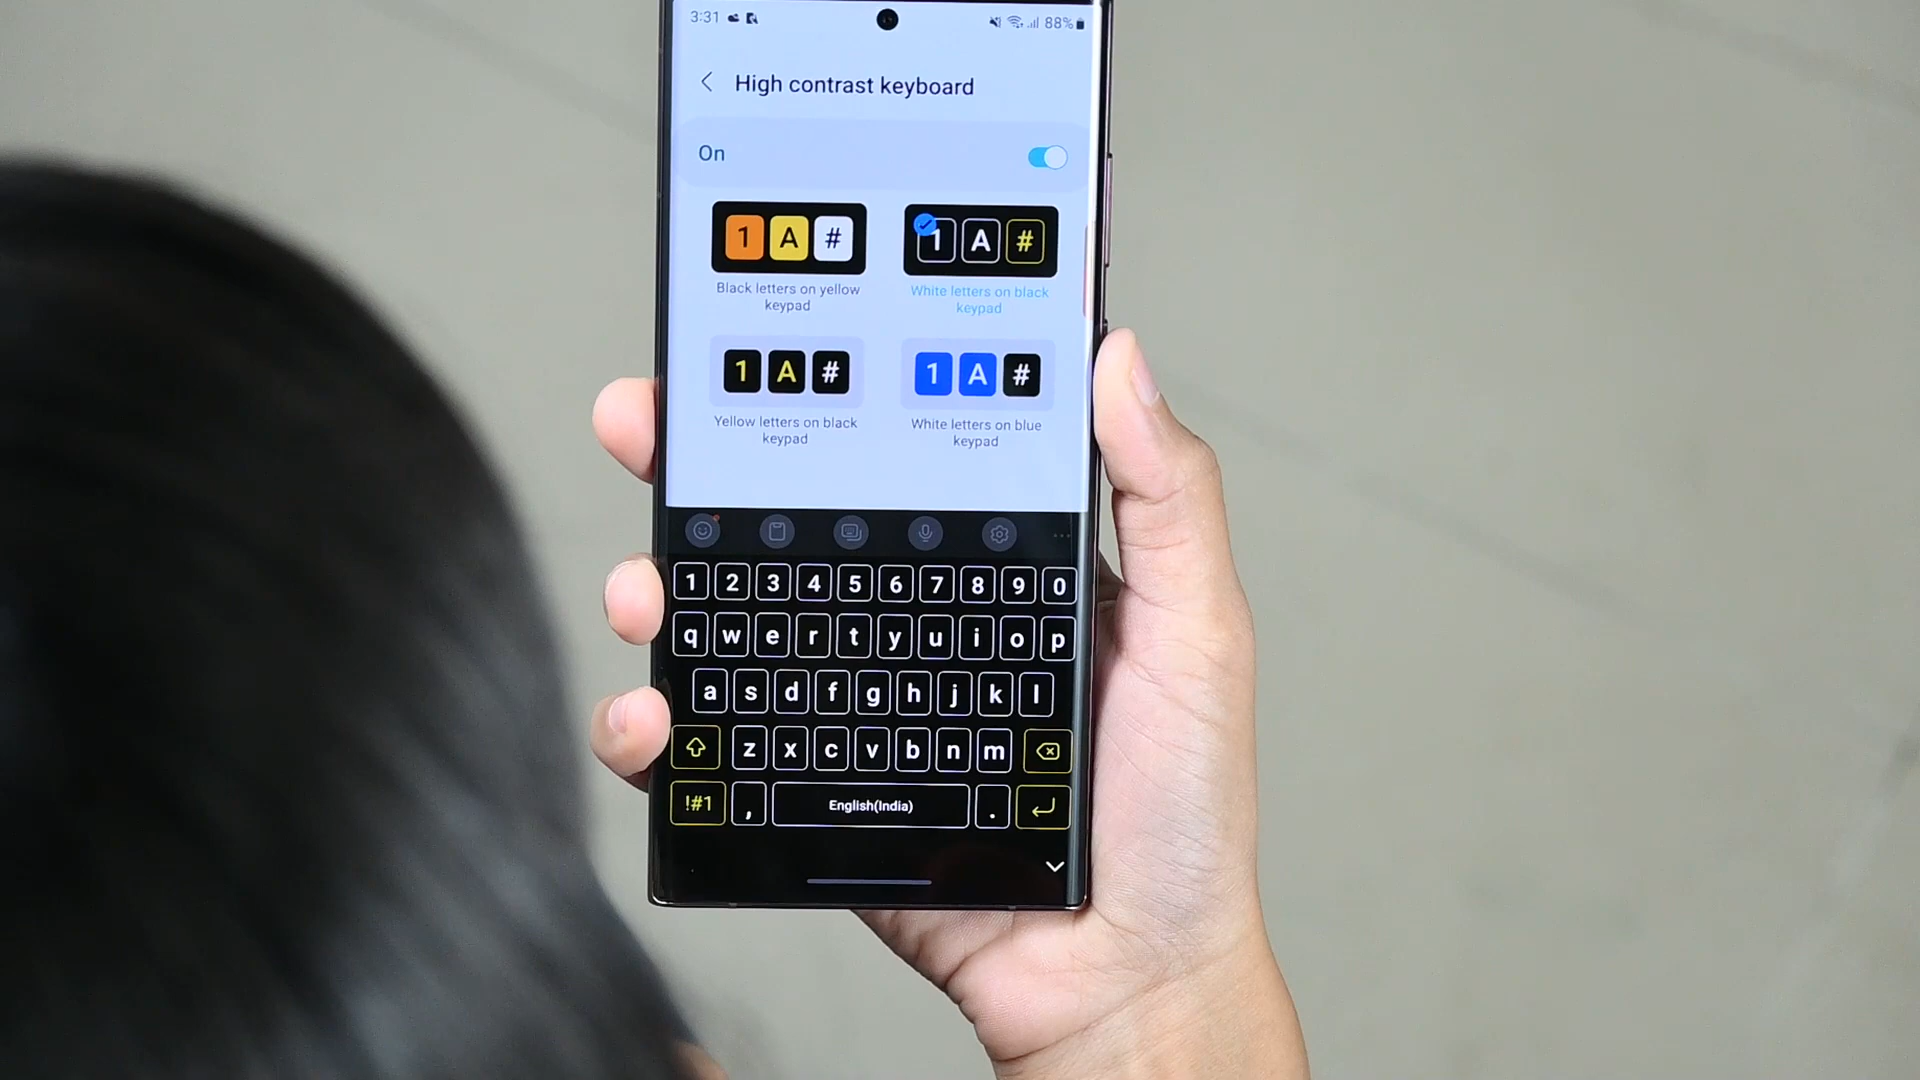 3:31 88%
High contrast keyboard
On
1 A # 1 A #
Black letters on yellow
keypad
White letters on black
keypad
1 A # 1 A #
Yellow letters on black
keypad
White letters on blue
keypad
1 2 3 4 5 6 7 8 9 0
q w e r t y u i o p
a s d f g h j k l
z x c v b n m
!#1 , English(India) .